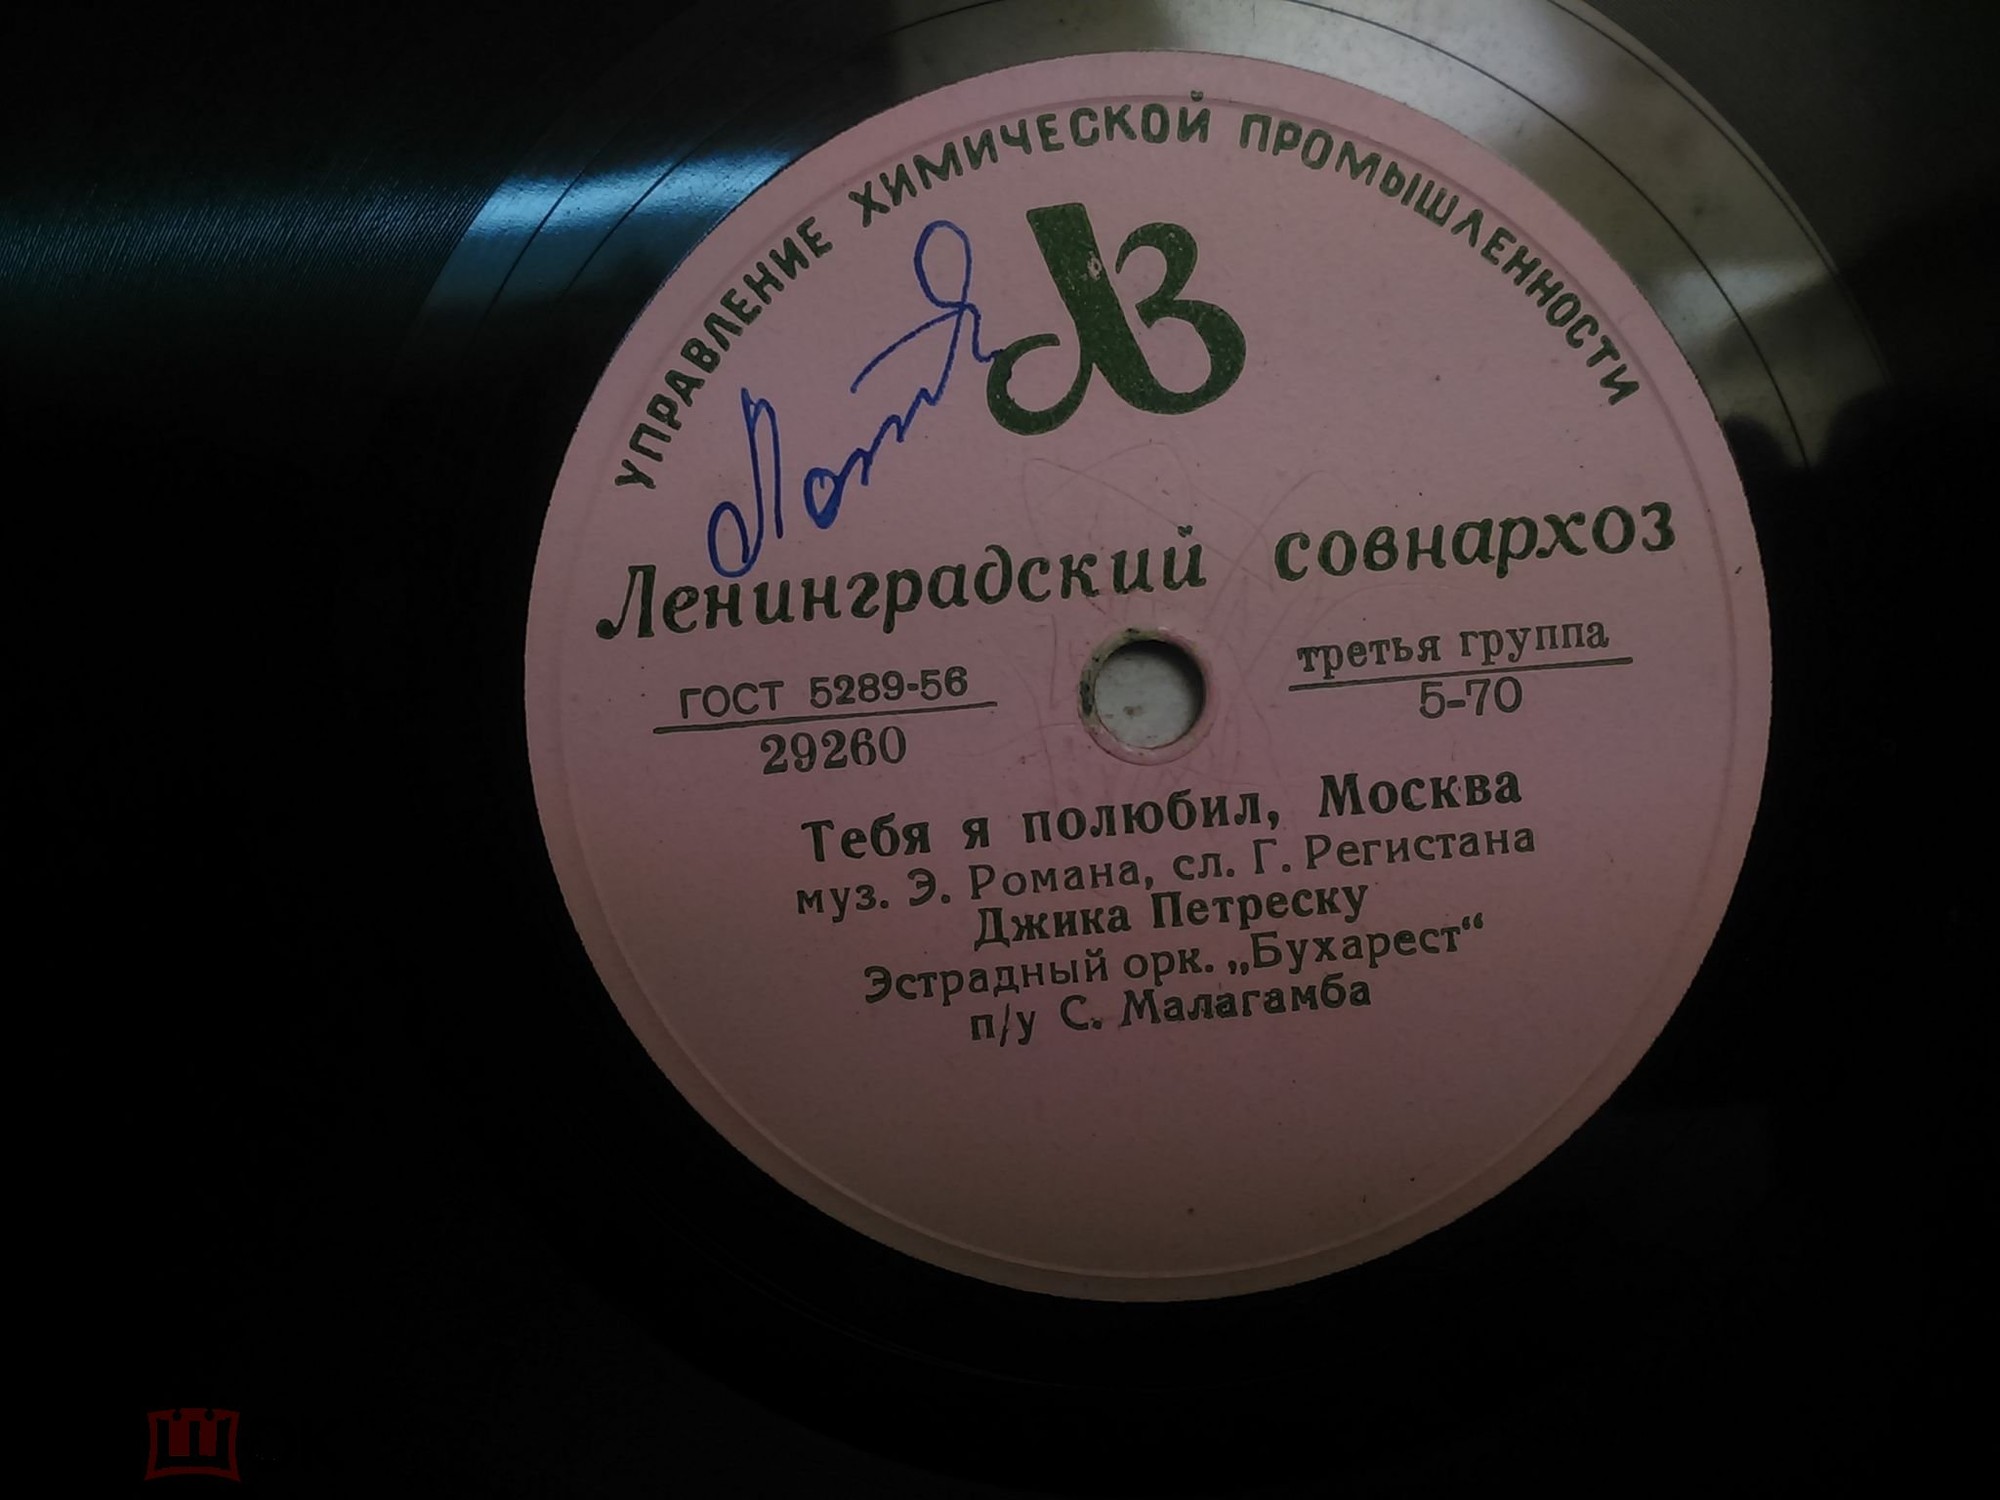 УПРАВЛЕНИЕ ХИМИЧЕСКОЙ ПРОМЫШЛЕННОСТИ
ЛЗ
Ленинградский совнархоз
ГОСТ 5289-56
29260
третья группа
5-70
Тебя я полюбил, Москва
муз. Э. Романа, сл. Г. Регистана
Джика Петреску
Эстрадный орк. „Бухарест“
п/у С. Малагамба